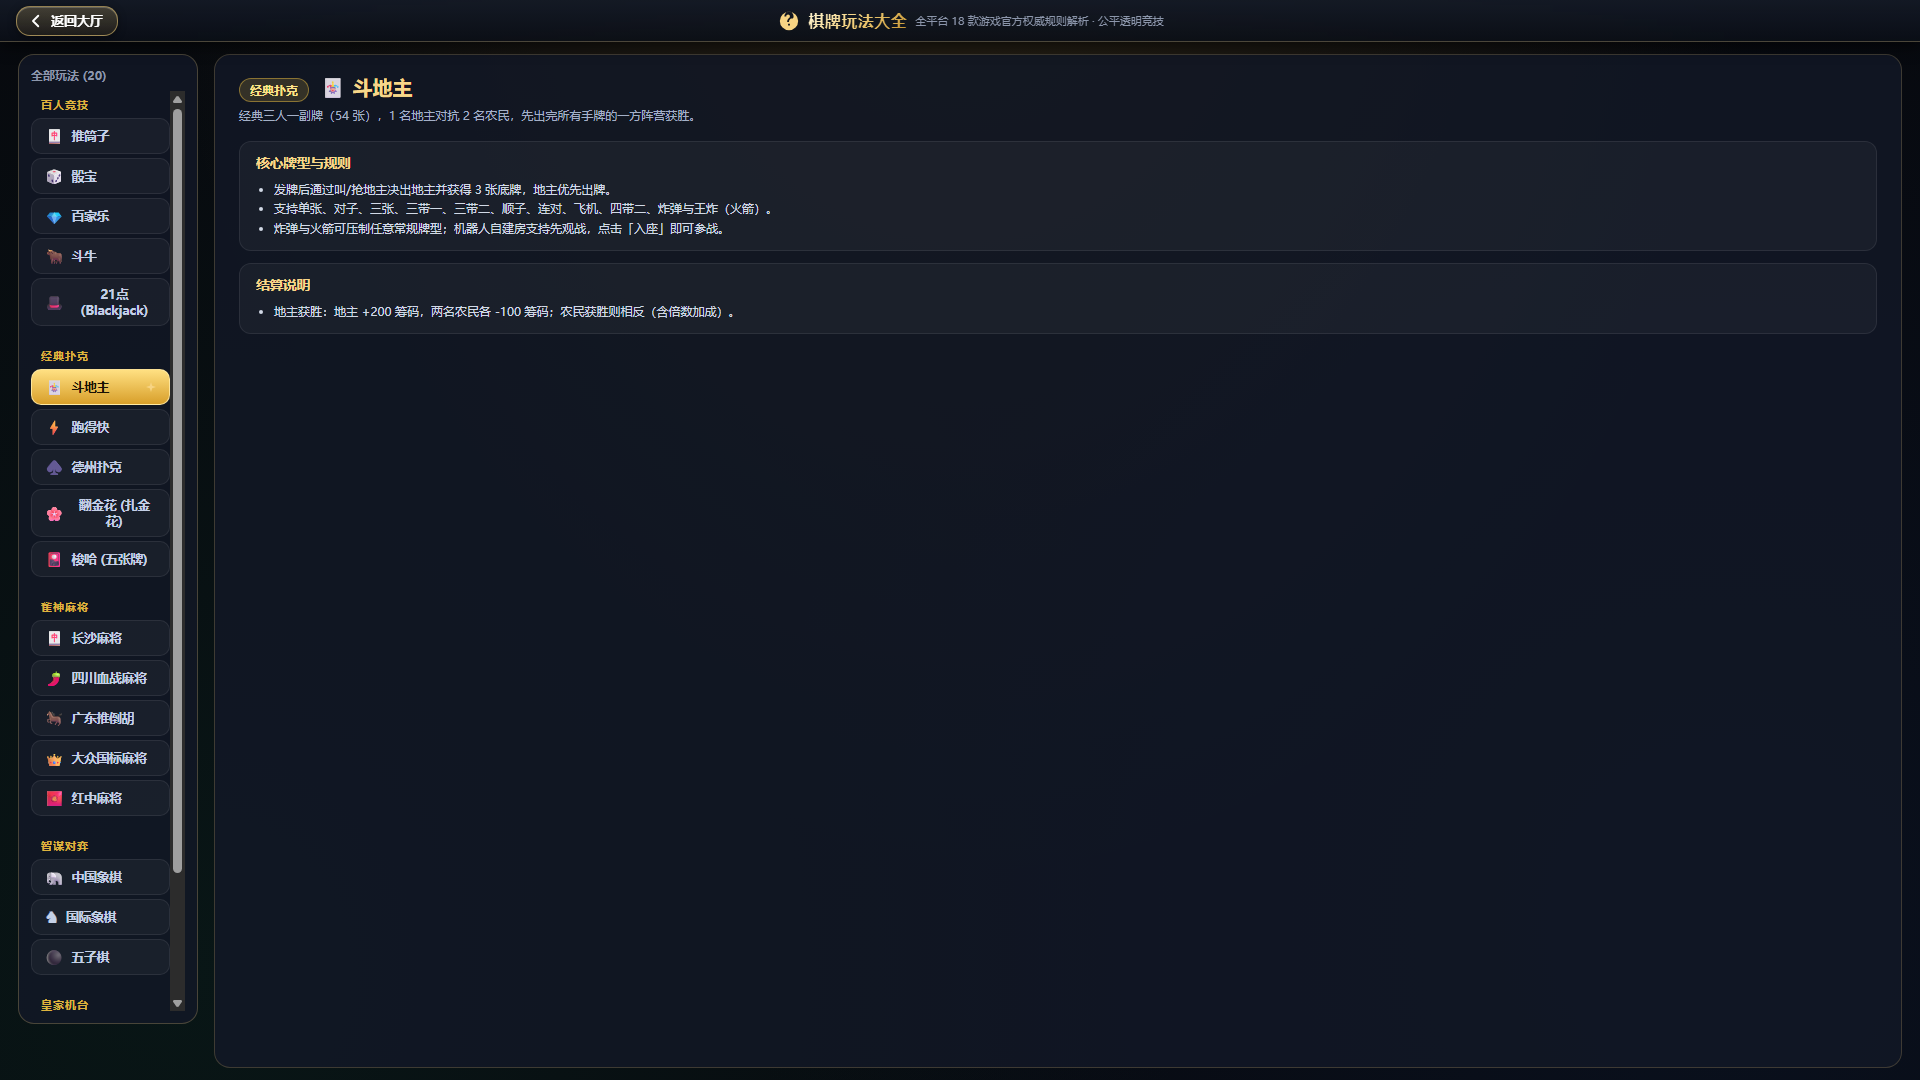 返回大厅
棋牌玩法大全 全平台 18 款游戏官方权威规则解析 · 公平透明竞技
全部玩法 (20)
百人竞技
推筒子
骰宝
百家乐
斗牛
21点
(Blackjack)
经典扑克
斗地主
跑得快
德州扑克
翻金花 (扎金
花)
梭哈 (五张牌)
雀神麻将
长沙麻将
四川血战麻将
广东推倒胡
大众国标麻将
红中麻将
智谋对弈
中国象棋
国际象棋
五子棋
皇家机台
经典扑克 斗地主
经典三人一副牌（54 张），1 名地主对抗 2 名农民，先出完所有手牌的一方阵营获胜。
核心牌型与规则
• 发牌后通过叫/抢地主决出地主并获得 3 张底牌，地主优先出牌。
• 支持单张、对子、三张、三带一、三带二、顺子、连对、飞机、四带二、炸弹与王炸（火箭）。
• 炸弹与火箭可压制任意常规牌型；机器人自建房支持先观战，点击「入座」即可参战。
结算说明
• 地主获胜：地主 +200 筹码，两名农民各 -100 筹码；农民获胜则相反（含倍数加成）。